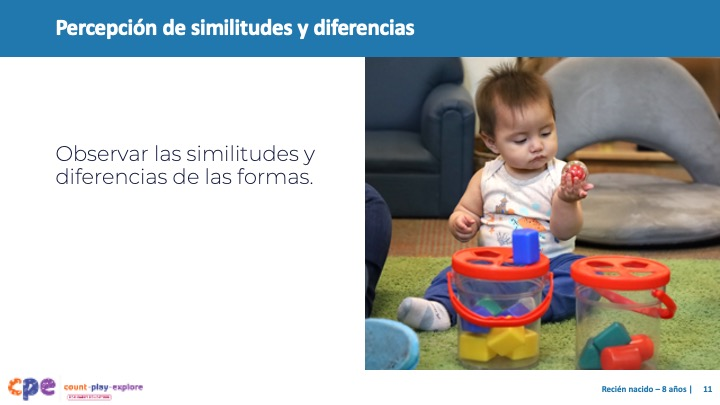 Percepción de similitudes y diferencias
Observar las similitudes y
diferencias de las formas.
cpe count·play·explore
Recién nacido – 8 años | 11